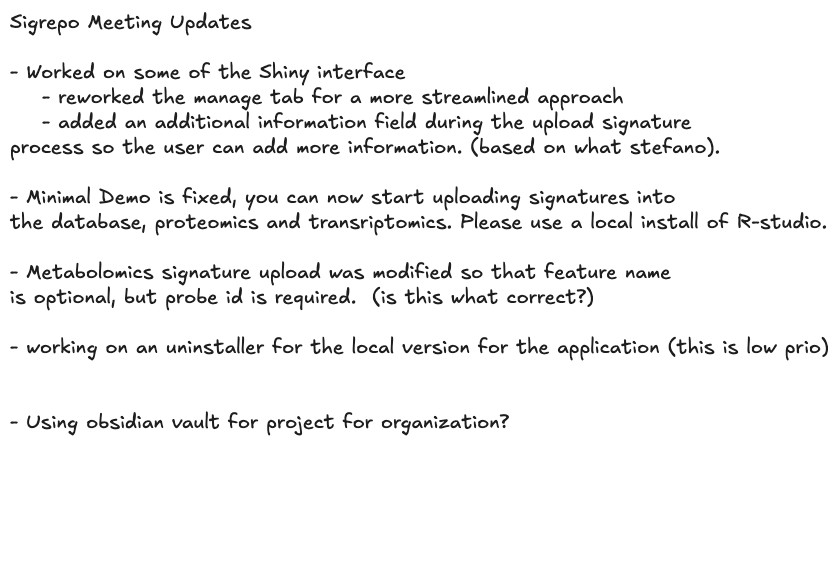 Sigrepo Meeting Updates
- Worked on some of the Shiny interface
- reworked the manage tab for a more streamlined approach
- added an additional information field during the upload signature
process so the user can add more information. (based on what stefano).
- Minimal Demo is fixed, you can now start uploading signatures into
the database, proteomics and transriptomics. Please use a local install of R-studio.
- Metabolomics signature upload was modified so that feature name
is optional, but probe id is required. (is this what correct?)
- working on an uninstaller for the local version for the application (this is low prio)
- Using obsidian vault for project for organization?